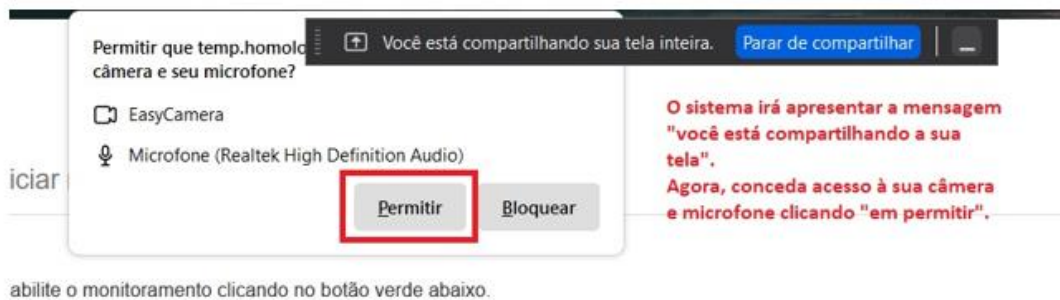 Permitir que temp.homolo
câmera e seu microfone?
Você está compartilhando sua tela inteira. Parar de compartilhar
EasyCamera
Microfone (Realtek High Definition Audio)
Permitir Bloquear
O sistema irá apresentar a mensagem
"você está compartilhando a sua
tela".
Agora, conceda acesso à sua câmera
e microfone clicando "em permitir".
iciar
abilite o monitoramento clicando no botão verde abaixo.